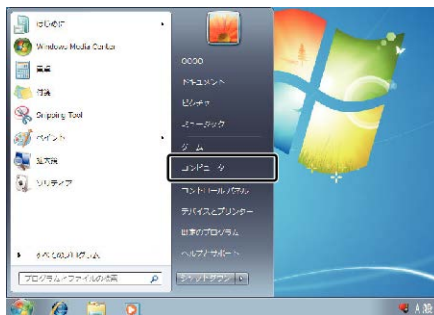 はじめに
Windows Media Center
電卓
付箋
Snipping Tool
ペイント
拡大鏡
ソリティア
すべてのプログラム
プログラムとファイルの検索
ドキュメント
ピクチャ
ミュージック
ゲーム
コンピューター
コントロール パネル
デバイスとプリンター
既定のプログラム
ヘルプとサポート
シャットダウン
A 般